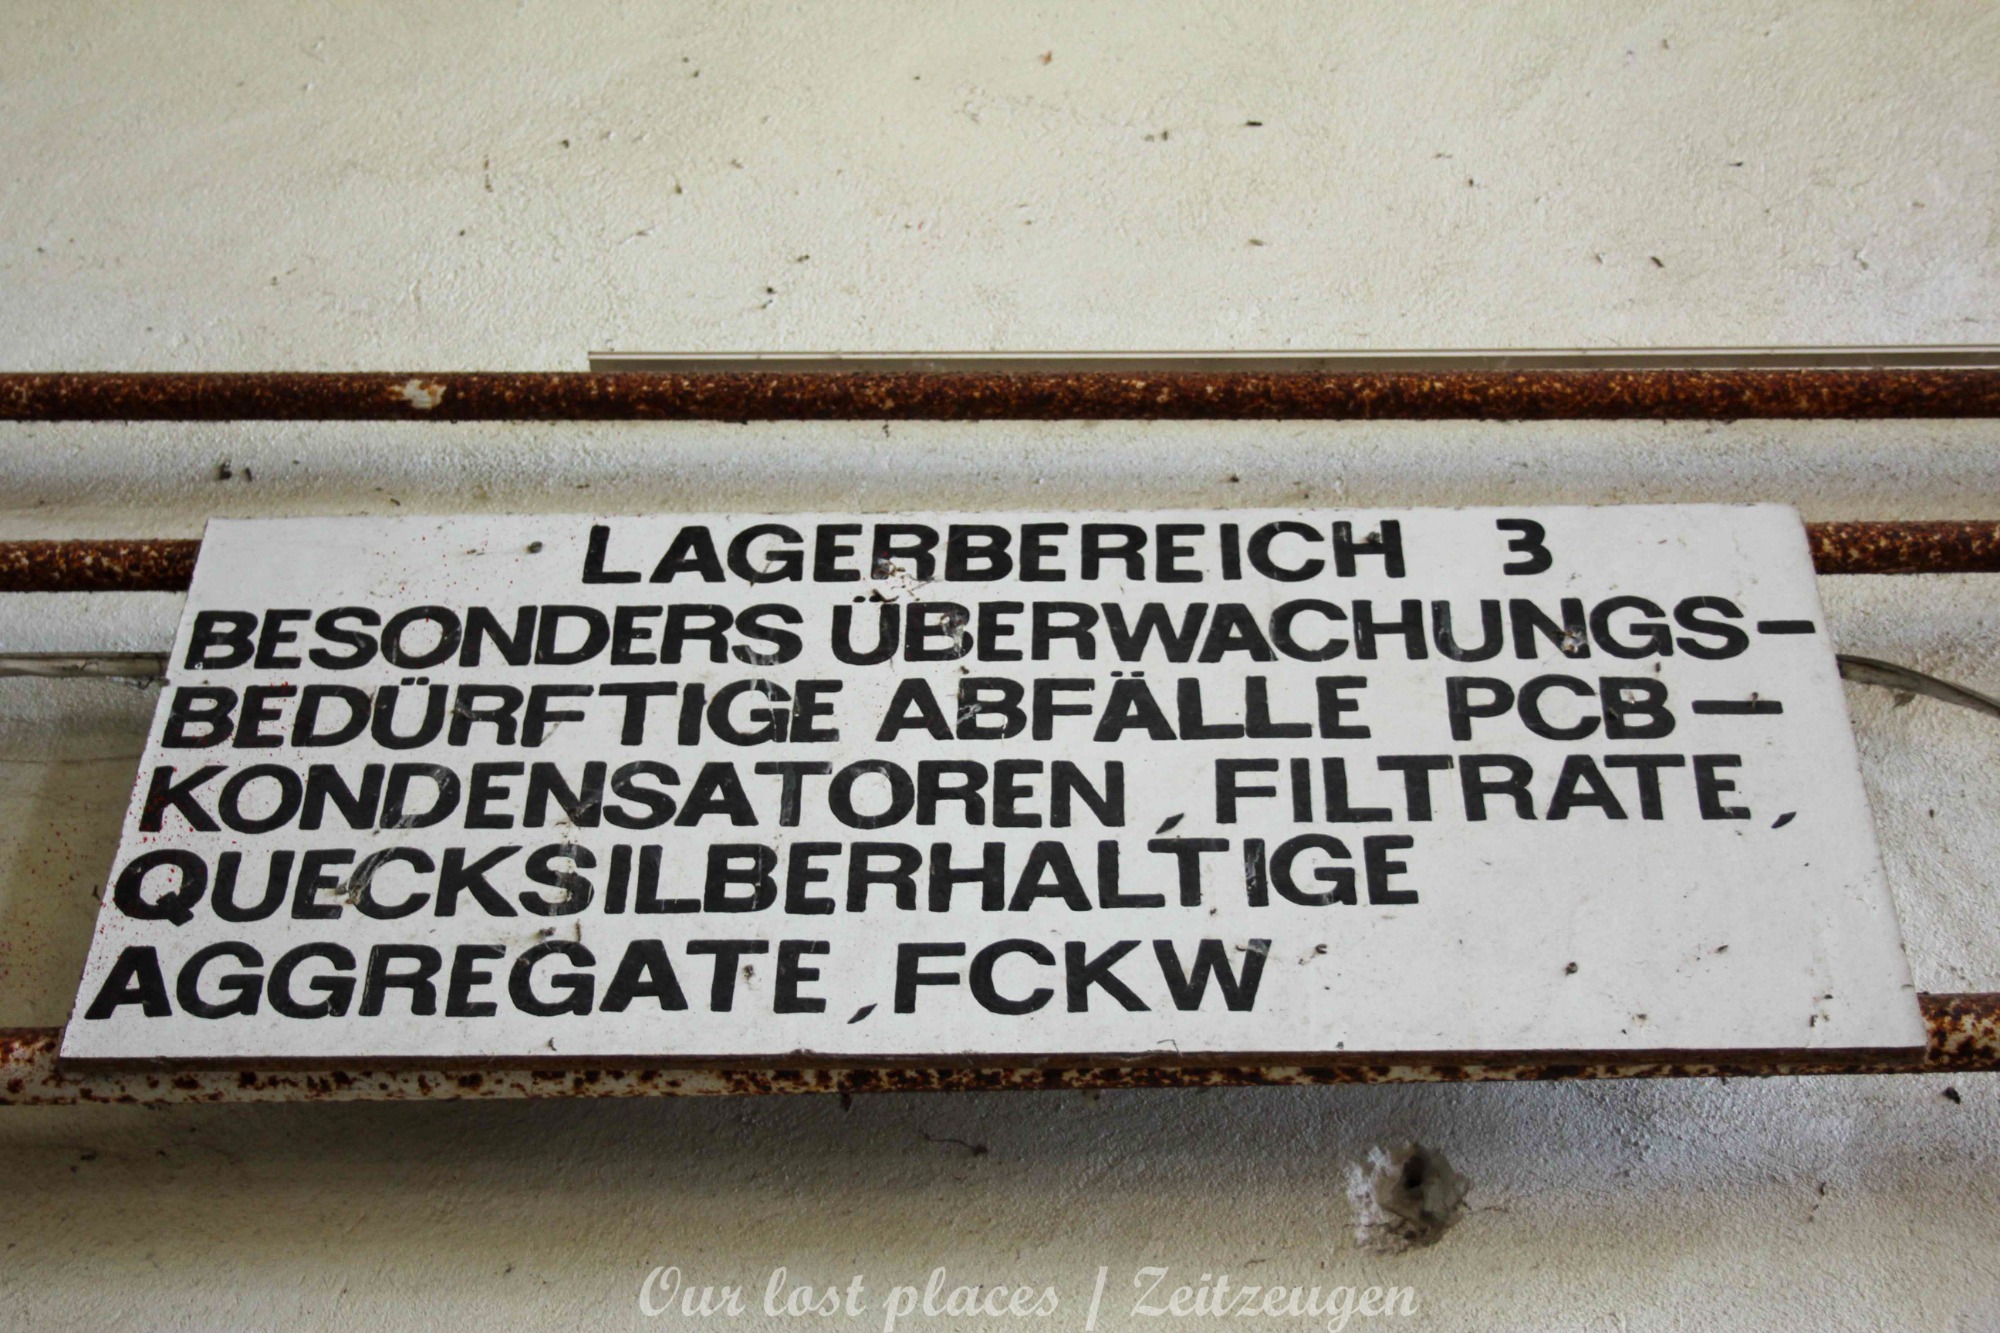 LAGERBEREICH 3
BESONDERS ÜBERWACHUNGS-
BEDÜRFTIGE ABFÄLLE PCB-
KONDENSATOREN, FILTRATE,
QUECKSILBERHALTIGE
AGGREGATE, FCKW
Our lost places / Zeitzeugen